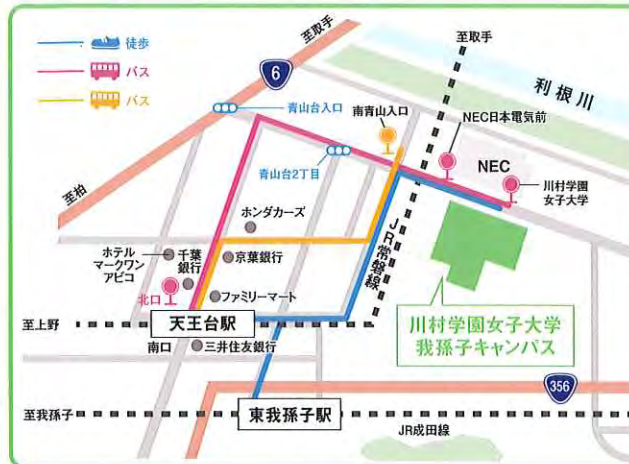 徒歩
バス
バス
6
至取手
至取手
利根川
青山台入口
南青山入口
NEC日本電気前
青山台2丁目
NEC
川村学園
女子大学
至柏
ホンダカーズ
JR常磐線
ホテル
マークワン
アビコ
千葉
銀行
京葉銀行
北口
ファミリーマート
川村学園女子大学
我孫子キャンパス
至上野
天王台駅
南口
三井住友銀行
356
至我孫子
東我孫子駅
JR成田線